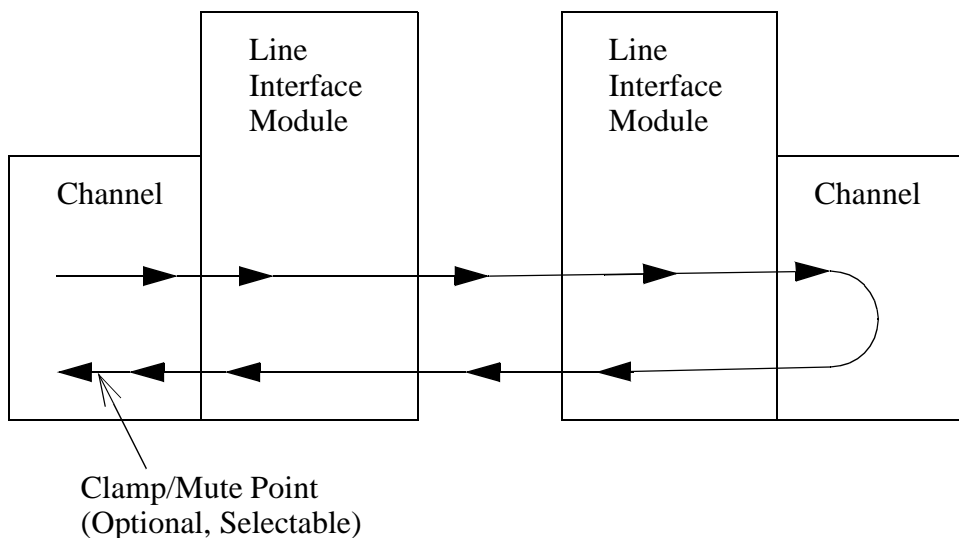 Line
Interface
Module
Line
Interface
Module
Channel
Channel
Clamp/Mute Point
(Optional, Selectable)